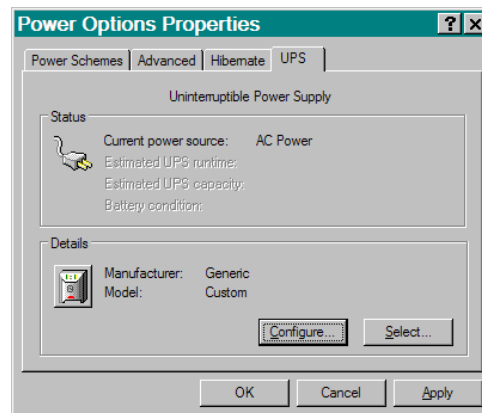 Power Options Properties ? ×
Power Schemes Advanced Hibernate UPS
Uninterruptible Power Supply
Status
Current power source: AC Power
Estimated UPS runtime:
Estimated UPS capacity:
Battery condition:
Details
Manufacturer: Generic
Model: Custom
Configure... Select...
OK Cancel Apply